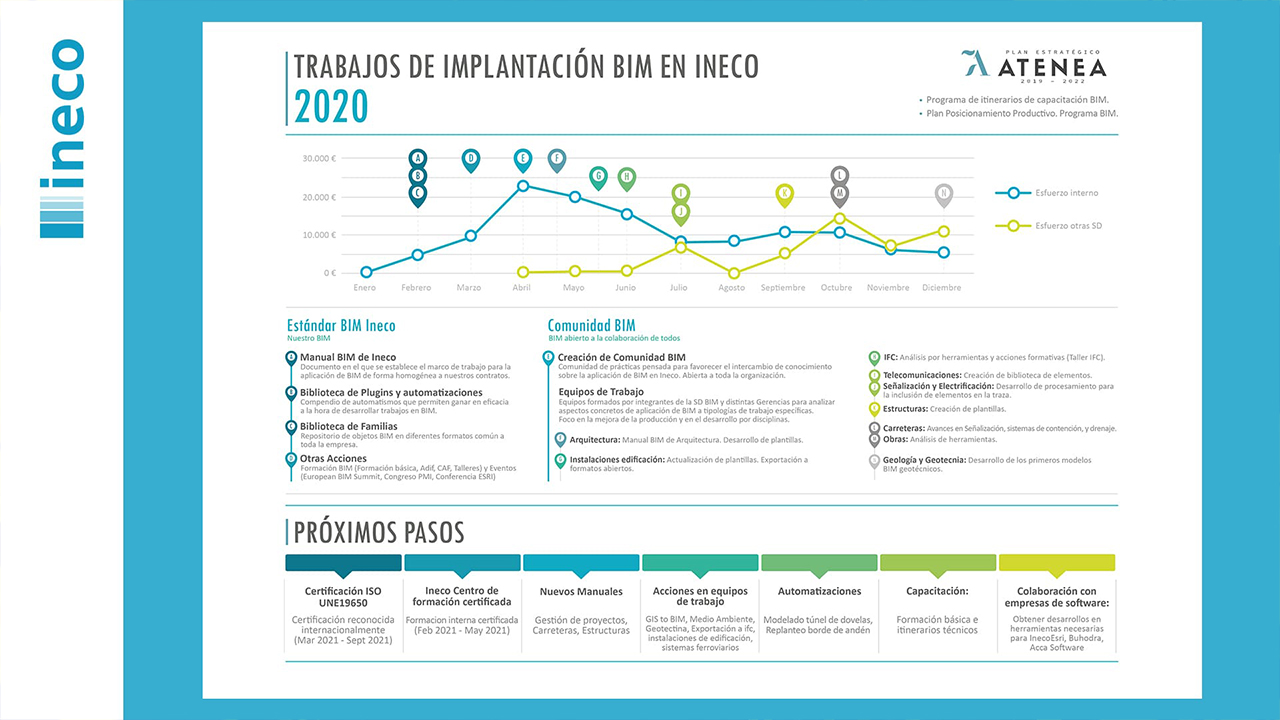 ineco
TRABAJOS DE IMPLANTACIÓN BIM EN INECO
2020
PLAN ESTRATÉGICO
ATENEA
2019 - 2022
• Programa de itinerarios de capacitación BIM.
• Plan Posicionamiento Productivo. Programa BIM.
30.000 €
20.000 €
10.000 €
0 €
A
B
C
D
E
F
G
H
I
J
K
L
M
N
Esfuerzo interno
Esfuerzo otras SD
Enero Febrero Marzo Abril Mayo Junio Julio Agosto Septiembre Octubre Noviembre Diciembre
Estándar BIM Ineco
Nuestro BIM
Manual BIM de Ineco
Documento en el que se establece el marco de trabajo para la
aplicación de BIM de forma homogénea a nuestros contratos.
Biblioteca de Plugins y automatizaciones
Compendio de automatismos que permiten ganar en eficacia
a la hora de desarrollar trabajos en BIM.
Biblioteca de Familias
Repositorio de objetos BIM en diferentes formatos común a
toda la empresa.
Otras Acciones
Formación BIM (Formación básica, Adif, CAF, Talleres) y Eventos
(European BIM Summit, Congreso PMI, Conferencia ESRI)
Comunidad BIM
BIM abierto a la colaboración de todos
Creación de Comunidad BIM
Comunidad de prácticas pensada para favorecer el intercambio de conocimiento
sobre la aplicación de BIM en Ineco. Abierta a toda la organización.
Equipos de Trabajo
Equipos formados por integrantes de la SD BIM y distintas Gerencias para analizar
aspectos concretos de aplicación de BIM a tipologías de trabajo específicas.
Foco en la mejora de la producción y en el desarrollo por disciplinas.
Arquitectura: Manual BIM de Arquitectura. Desarrollo de plantillas.
Instalaciones edificación: Actualización de plantillas. Exportación a
formatos abiertos.
IFC: Análisis por herramientas y acciones formativas (Taller IFC).
Telecomunicaciones: Creación de biblioteca de elementos.
Señalización y Electrificación: Desarrollo de procesamiento para
la inclusión de elementos en la traza.
Estructuras: Creación de plantillas.
Carreteras: Avances en Señalización, sistemas de contención, y drenaje.
Obras: Análisis de herramientas.
Geología y Geotecnia: Desarrollo de los primeros modelos
BIM geotécnicos.
PRÓXIMOS PASOS
Certificación ISO
UNE19650
Certificación reconocida
internacionalmente
(Mar 2021 - Sept 2021)
Ineco Centro de
formación certificada
Formacion interna certificada
(Feb 2021 - May 2021)
Nuevos Manuales
Gestión de proyectos,
Carreteras, Estructuras
Acciones en equipos
de trabajo
GIS to BIM, Medio Ambiente,
Geotectina, Exportación a ifc,
instalaciones de edificación,
sistemas ferroviarios
Automatizaciones
Modelado túnel de dovelas,
Replanteo borde de andén
Capacitación:
Formación básica e
itinerarios técnicos
Colaboración con
empresas de software:
Obtener desarrollos en
herramientas necesarias
para InecoEsri, Buhodra,
Acca Software